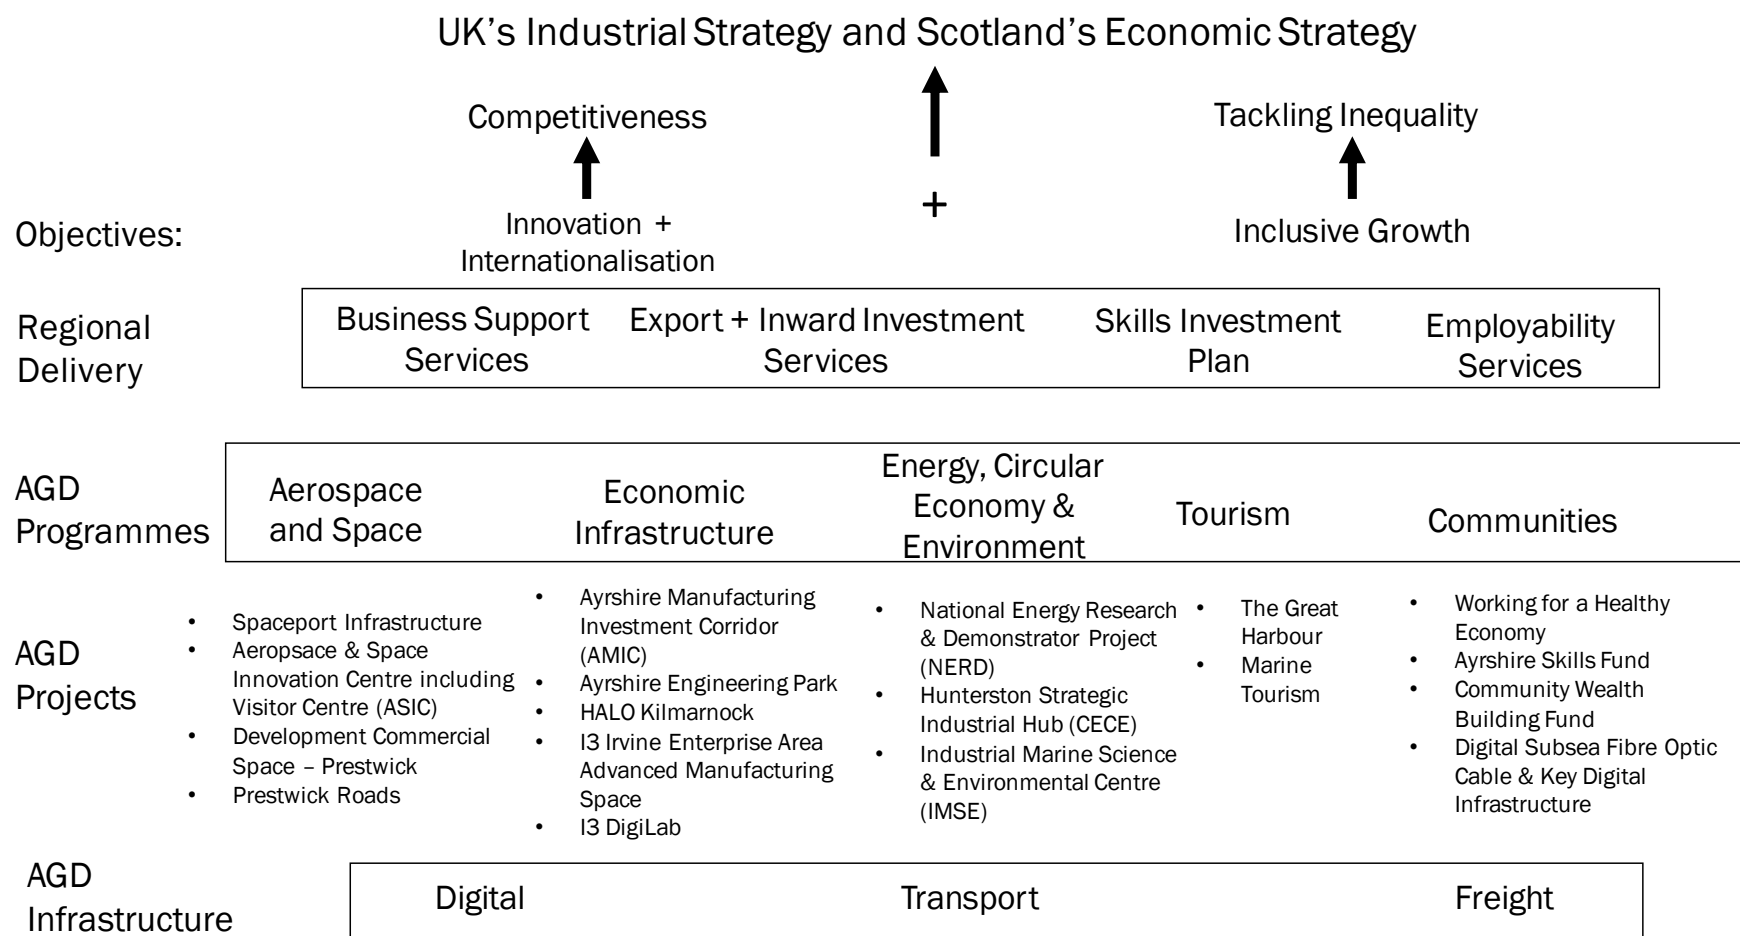 UK's Industrial Strategy and Scotland's Economic Strategy
Competitiveness
Tackling Inequality
+
Objectives:
Innovation +
Internationalisation
Inclusive Growth
Regional
Delivery
Business Support
Services
Export + Inward Investment
Services
Skills Investment
Plan
Employability
Services
AGD
Programmes
Aerospace
and Space
Economic
Infrastructure
Energy, Circular
Economy &
Environment
Tourism
Communities
AGD
Projects
• Spaceport Infrastructure
• Aeropsace & Space
Innovation Centre including
Visitor Centre (ASIC)
• Development Commercial
Space – Prestwick
• Prestwick Roads
• Ayrshire Manufacturing
Investment Corridor
(AMIC)
• Ayrshire Engineering Park
• HALO Kilmarnock
• I3 Irvine Enterprise Area
Advanced Manufacturing
Space
• I3 DigiLab
• National Energy Research
& Demonstrator Project
(NERD)
• Hunterston Strategic
Industrial Hub (CECE)
• Industrial Marine Science
& Environmental Centre
(IMSE)
• The Great
Harbour
• Marine
Tourism
• Working for a Healthy
Economy
• Ayrshire Skills Fund
• Community Wealth
Building Fund
• Digital Subsea Fibre Optic
Cable & Key Digital
Infrastructure
AGD
Infrastructure
Digital
Transport
Freight